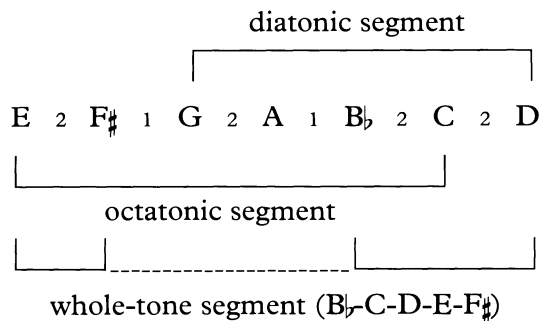 diatonic segment
E 2 F♯ 1 G 2 A 1 B♭ 2 C 2 D
octatonic segment
whole-tone segment (B♭-C-D-E-F♯)